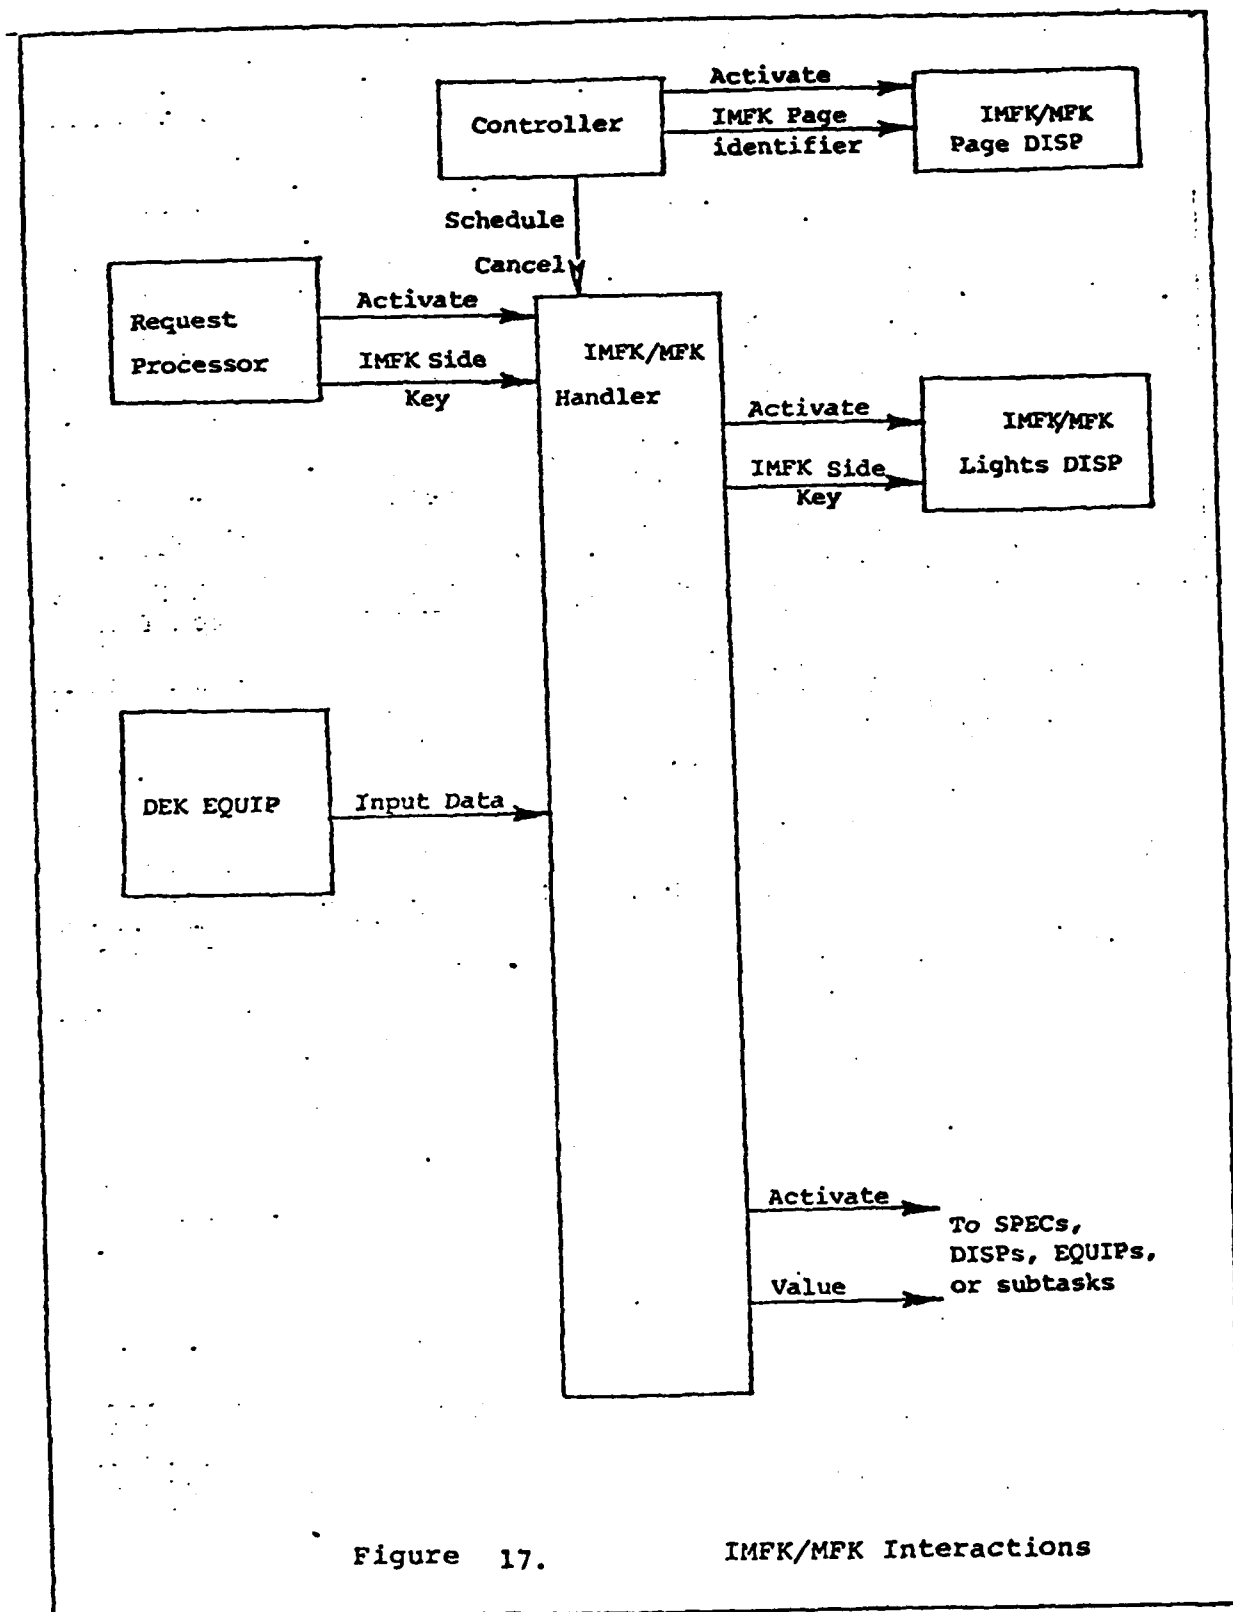 Controller
Activate
IMFK Page
identifier
IMFK/MFK
Page DISP
Schedule
Cancel
Request
Processor
Activate
IMFK Side
Key
IMFK/MFK
Handler
Activate
IMFK Side
Key
IMFK/MFK
Lights DISP
DEK EQUIP
Input Data
Activate
Value
To SPECs,
DISPs, EQUIPs,
or subtasks
Figure 17. IMFK/MFK Interactions